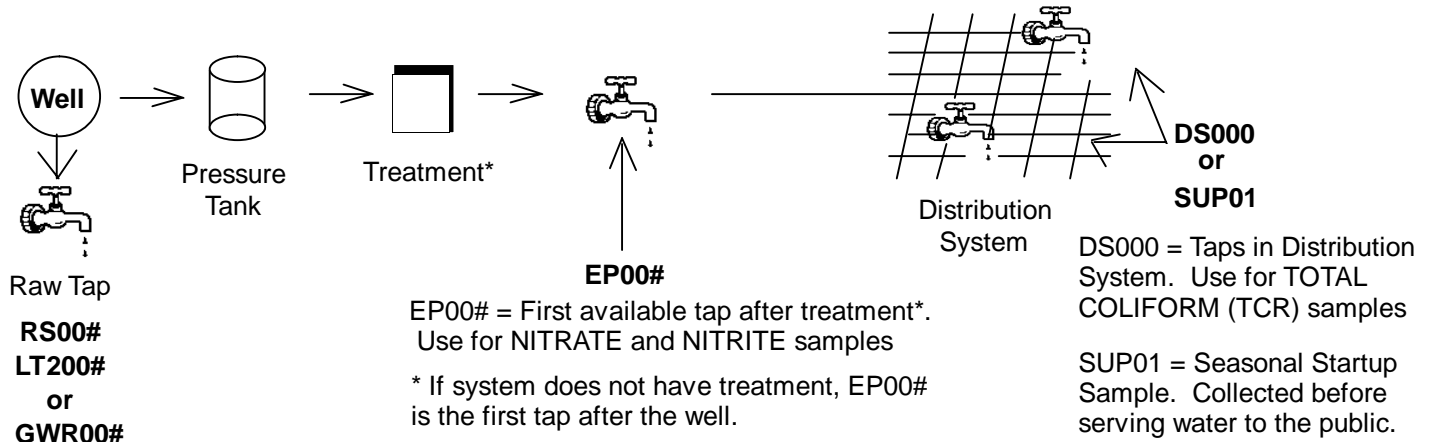 Well
Raw Tap
RS00#
LT200#
or
GWR00#
Pressure
Tank
Treatment*
EP00#
EP00# = First available tap after treatment*.
Use for NITRATE and NITRITE samples
* If system does not have treatment, EP00#
is the first tap after the well.
Distribution
System
DS000
or
SUP01
DS000 = Taps in Distribution
System. Use for TOTAL
COLIFORM (TCR) samples
SUP01 = Seasonal Startup
Sample. Collected before
serving water to the public.